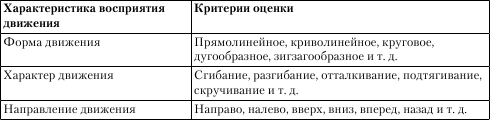 Характеристика восприятия движения
Критерии оценки
Форма движения
Прямолинейное, криволинейное, круговое,
дугообразное, зигзагообразное и т. д.
Характер движения
Сгибание, разгибание, отталкивание, подтягивание,
скручивание и т. д.
Направление движения
Направо, налево, вверх, вниз, вперед, назад и т. д.